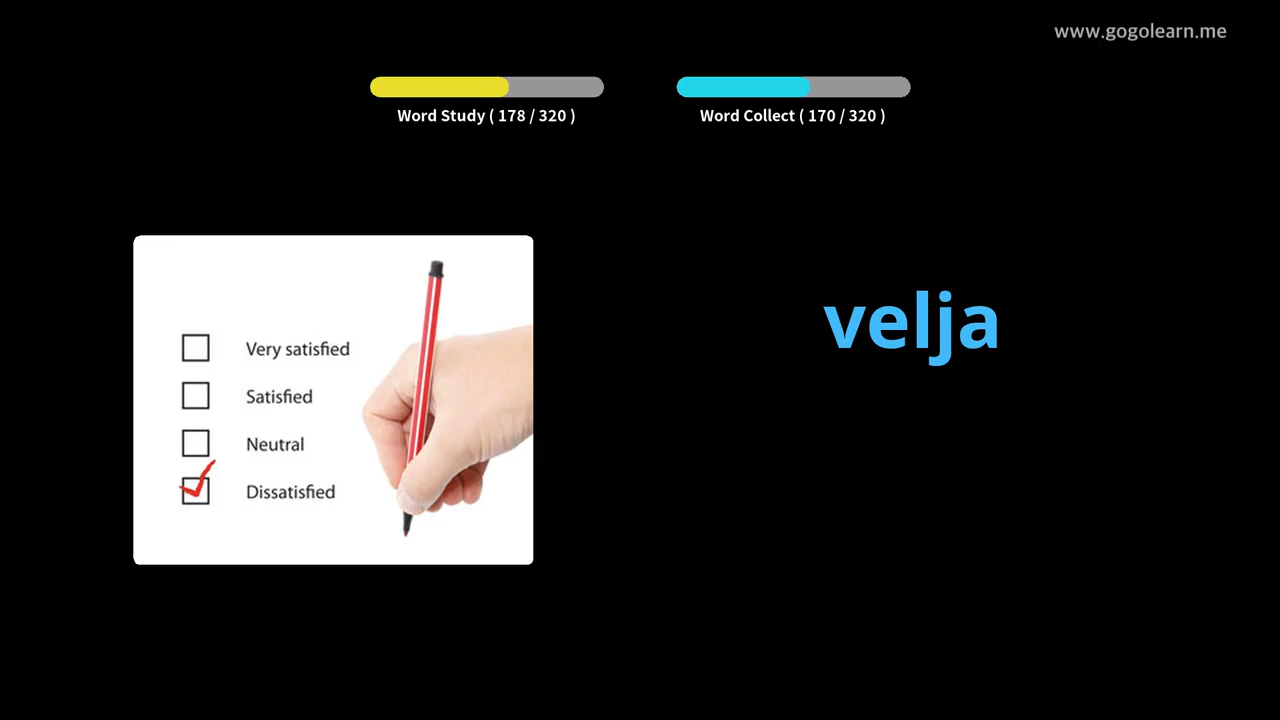 www.gogolearn.me
Word Study ( 178 / 320 )
Word Collect ( 170 / 320 )
velja
Very satisfied
Satisfied
Neutral
Dissatisfied